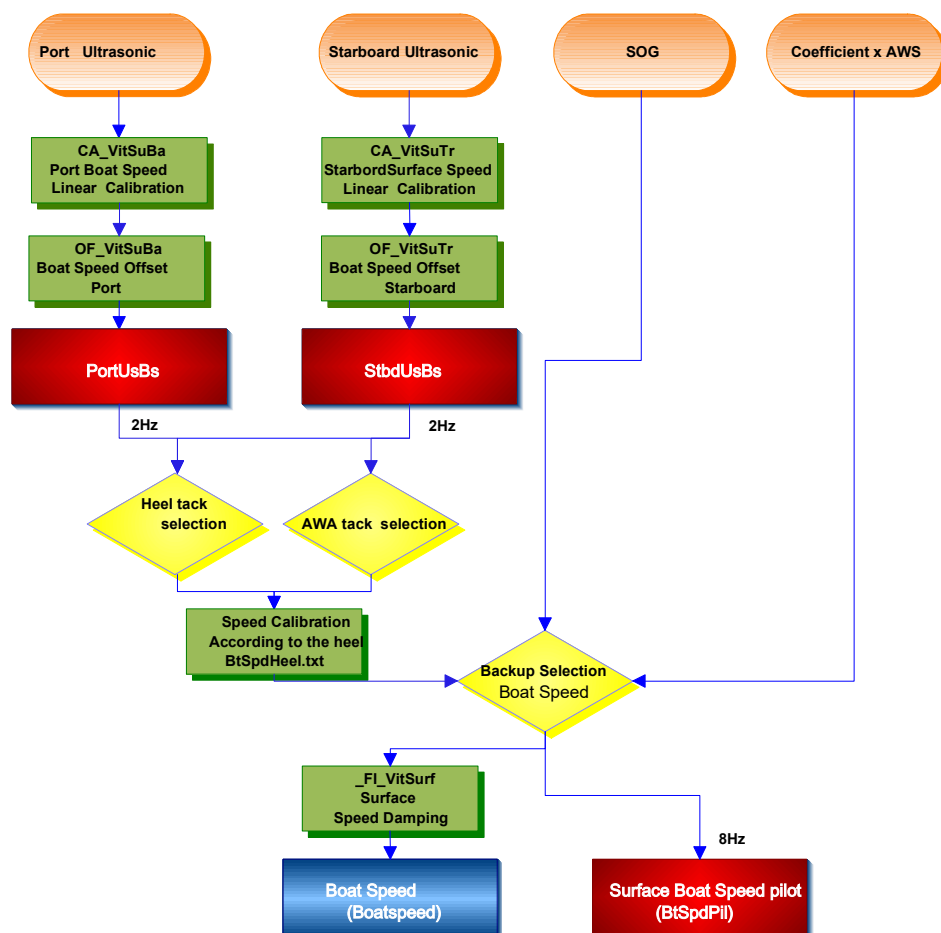 Port Ultrasonic
Starboard Ultrasonic
SOG
Coefficient x AWS
CA_VitSuBa
Port Boat Speed
Linear Calibration
CA_VitSuTr
StarbordSurface Speed
Linear Calibration
OF_VitSuBa
Boat Speed Offset
Port
OF_VitSuTr
Boat Speed Offset
Starboard
PortUsBs
StbdUsBs
2Hz
2Hz
Heel tack
selection
AWA tack selection
Speed Calibration
According to the heel
BtSpdHeel.txt
Backup Selection
Boat Speed
_FI_VitSurf
Surface
Speed Damping
8Hz
Boat Speed
(Boatspeed)
Surface Boat Speed pilot
(BtSpdPil)